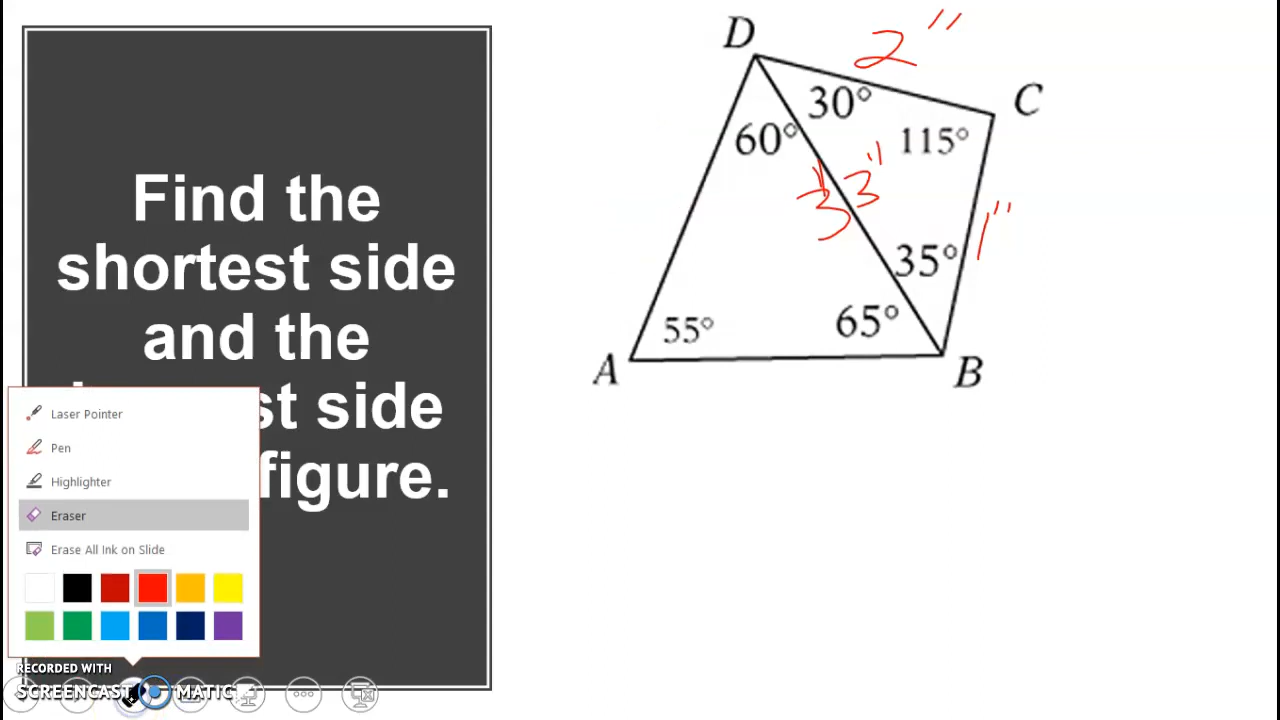 Find the
shortest side
and the
st side
figure.
Laser Pointer
Pen
Highlighter
Eraser
Erase All Ink on Slide
RECORDED WITH
SCREENCAST MATIC
D
2"
C
30°
60°
115°
3"
3
1"
35°
55°
65°
A
B